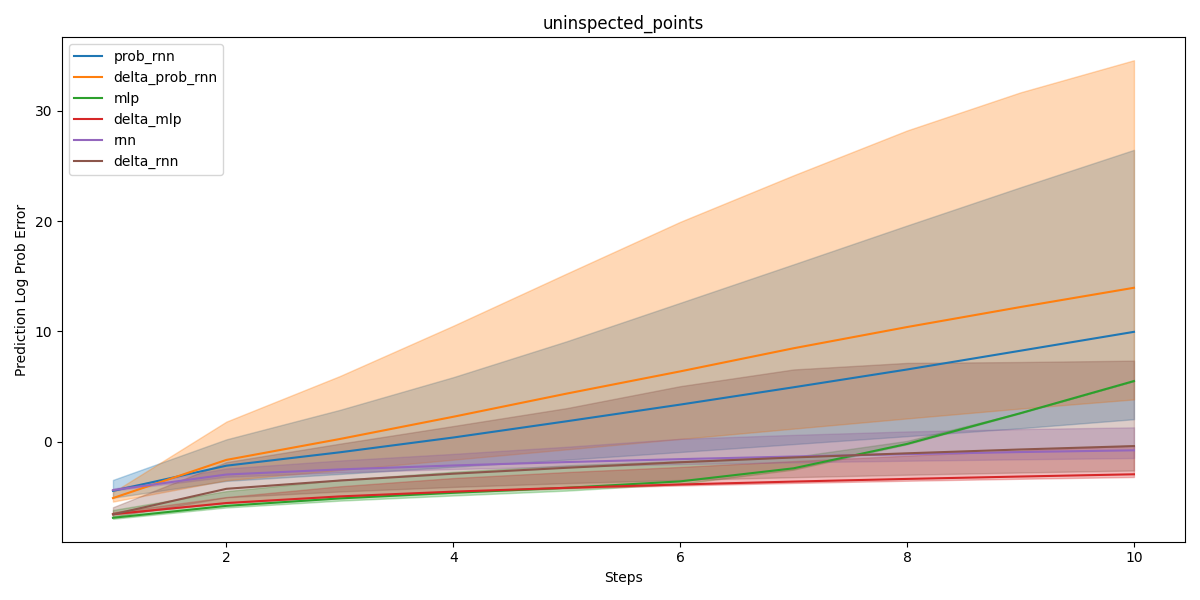 uninspected_points
prob_rnn
delta_prob_rnn
mlp
delta_mlp
rnn
delta_rnn
Prediction Log Prob Error
30
20
10
0
2 4 6 8 10
Steps